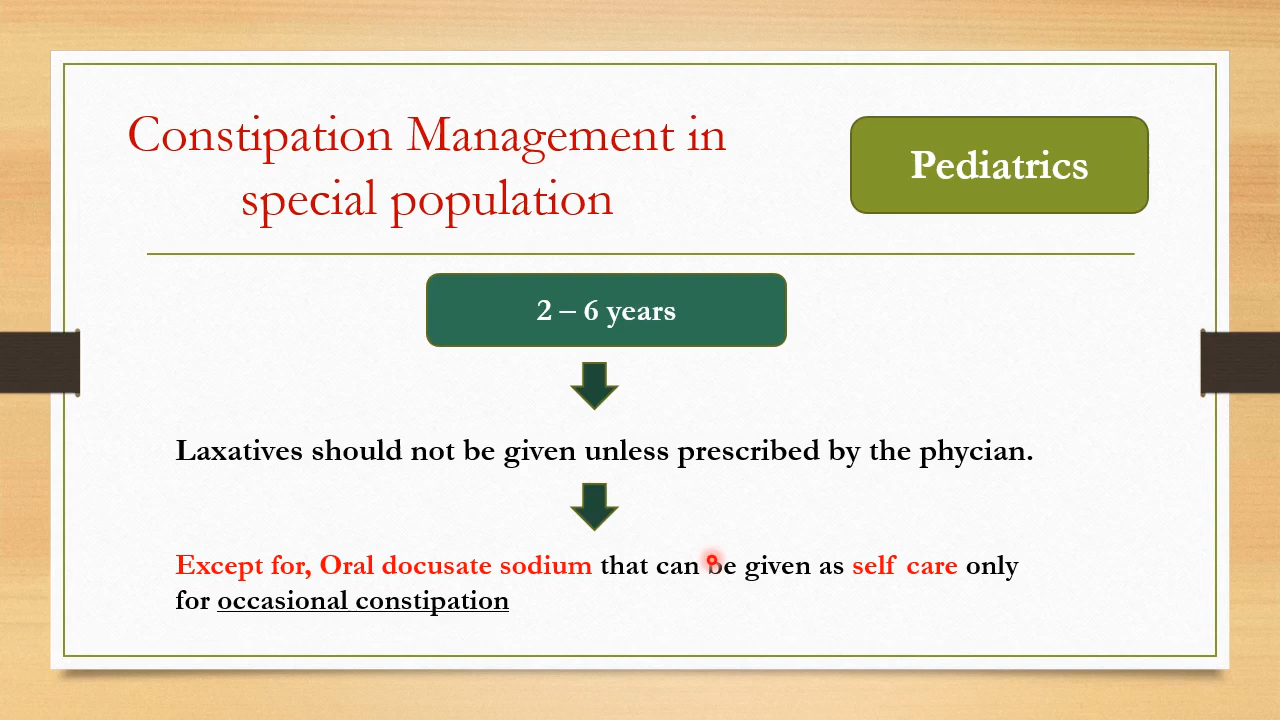 Constipation Management in
special population
Pediatrics
2 – 6 years
Laxatives should not be given unless prescribed by the phycian.
Except for, Oral docusate sodium that can be given as self care only
for occasional constipation